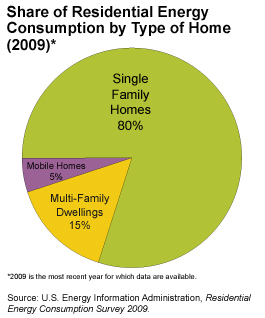 Share of Residential Energy
Consumption by Type of Home
(2009)*
Single
Family
Homes
80%
Mobile Homes
5%
Multi-Family
Dwellings
15%
*2009 is the most recent year for which data are available.
Source: U.S. Energy Information Administration, Residential
Energy Consumption Survey 2009.